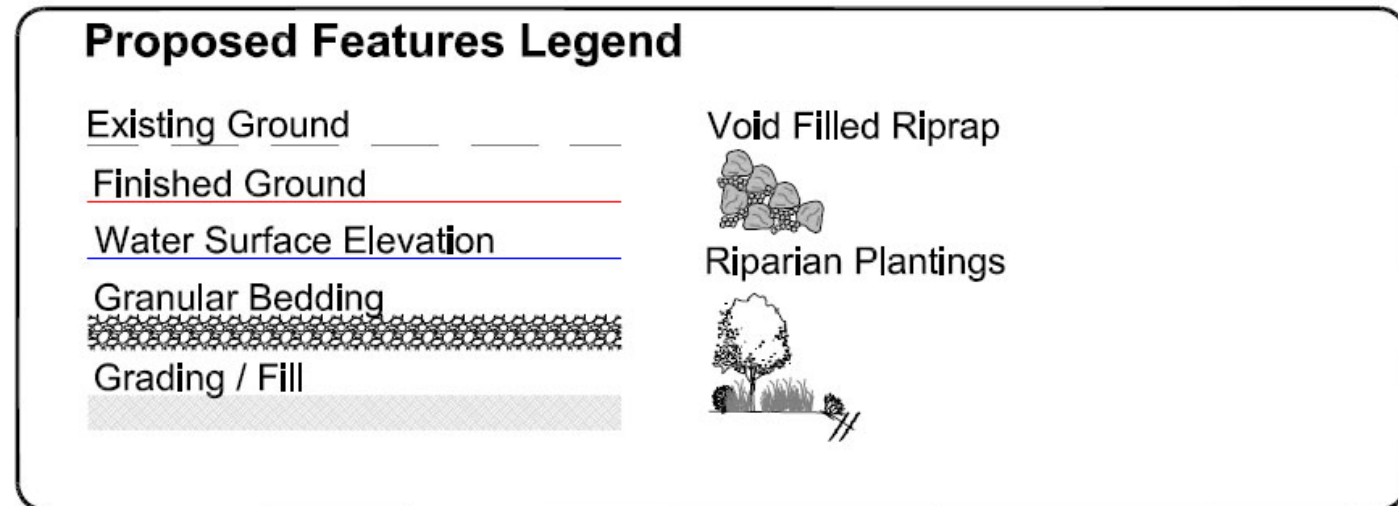 Proposed Features Legend
Existing Ground
Finished Ground
Water Surface Elevation
Granular Bedding
Grading / Fill
Void Filled Riprap
Riparian Plantings